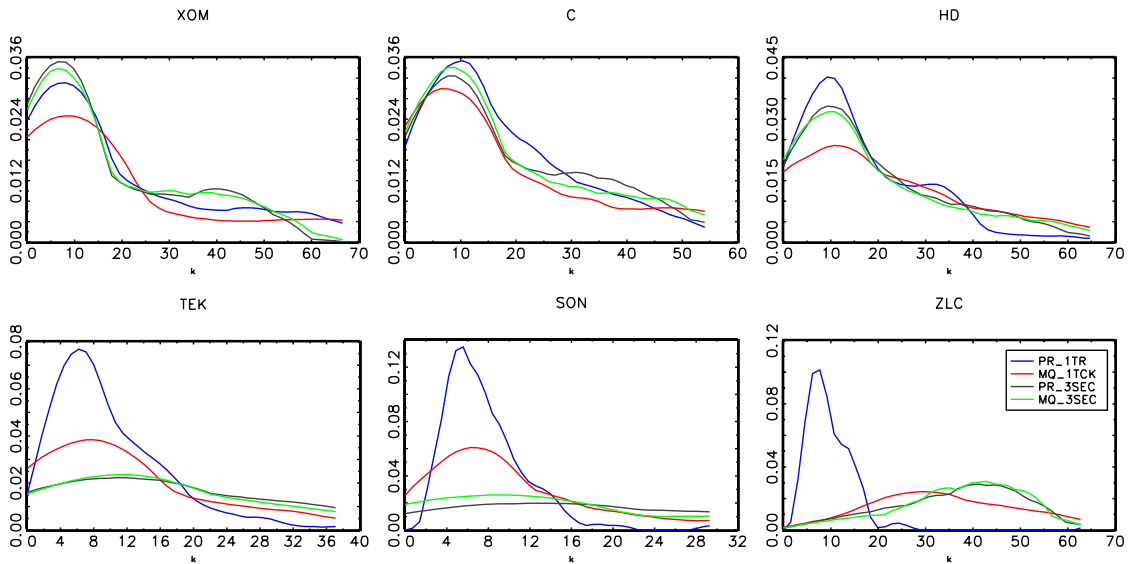 XOM
C
HD
0.000 0.012 0.024 0.036
0 10 20 30 40 50 60 70
k
0.000 0.012 0.024 0.036
0 10 20 30 40 50 60
k
0.000 0.015 0.030 0.045
0 10 20 30 40 50 60 70
k
TEK
SON
ZLC
0.00 0.02 0.04 0.06 0.08
0 4 8 12 16 20 24 28 32 36 40
k
0.00 0.04 0.08 0.12
0 4 8 12 16 20 24 28 32
k
0.00 0.04 0.08 0.12
0 10 20 30 40 50 60 70
k
PR_1TR
MQ_1TCK
PR_3SEC
MQ_3SEC